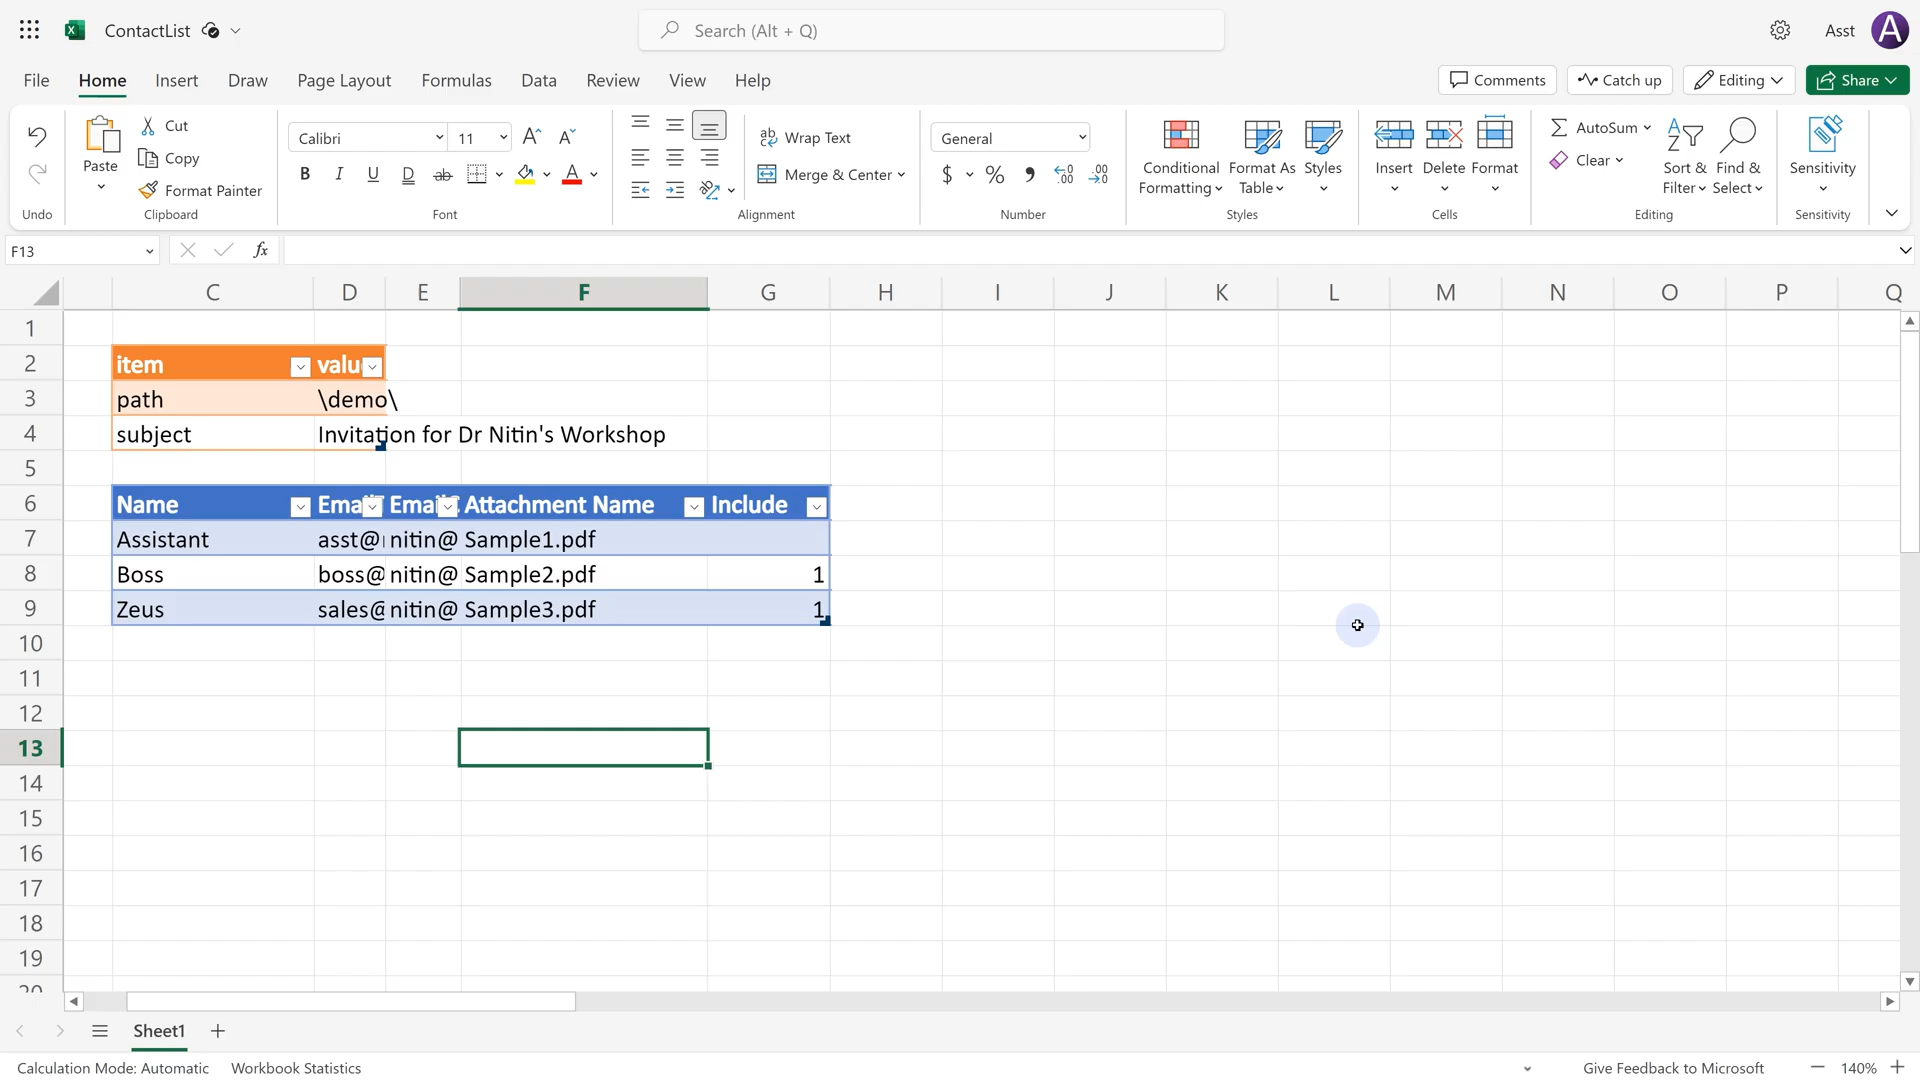 ContactList
Search (Alt + Q)
Asst
A
File Home Insert Draw Page Layout Formulas Data Review View Help
Comments Catch up Editing Share
Paste
Cut
Copy
Format Painter
Calibri 11
B I U D ab A
Wrap Text
Merge & Center
General
$ % 9 .00 .00
Conditional Formatting
Format As Table
Styles
Insert Delete Format
AutoSum
Clear
Sort & Filter
Find & Select
Sensitivity
Undo Clipboard Font Alignment Number Styles Cells Editing Sensitivity
F13 fx
C D E F G H I J K L M N O P Q
1
2 item valu
3 path \demo\
4 subject Invitation for Dr Nitin's Workshop
5
6 Name Email Email Attachment Name Include
7 Assistant asst@ nitin@ Sample1.pdf
8 Boss boss@ nitin@ Sample2.pdf 1
9 Zeus sales@ nitin@ Sample3.pdf 1
10
11
12
13
14
15
16
17
18
19
20
Sheet1
Calculation Mode: Automatic Workbook Statistics Give Feedback to Microsoft 140%